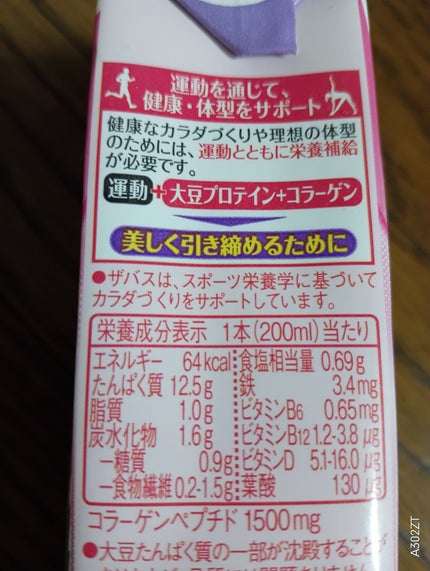 運動を通じて、
健康・体型をサポート
健康なカラダづくりや理想の体型
のためには、運動とともに栄養補給
が必要です。
運動+大豆プロテイン+コラーゲン
美しく引き締めるために
●ザバスは、スポーツ栄養学に基づいて
カラダづくりをサポートしています。
栄養成分表示 1本(200ml)当たり
エネルギー 64kcal
たんぱく質 12.5g
脂質 1.0g
炭水化物 1.6g
－糖質 0.9g
－食物繊維 0.2-1.5g
食塩相当量 0.69g
鉄 3.4mg
ビタミンB6 0.65mg
ビタミンB12 1.2-3.8μg
ビタミンD 5.1-16.0μg
葉酸 130μg
コラーゲンペプチド 1500mg
●大豆たんぱく質の一部が沈殿することが
A302ZT